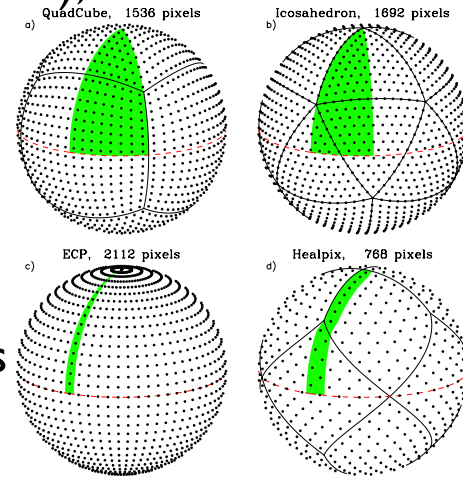 QuadCube, 1536 pixels
Icosahedron, 1692 pixels
a)
b)
ECP, 2112 pixels
Healpix, 768 pixels
c)
d)
s